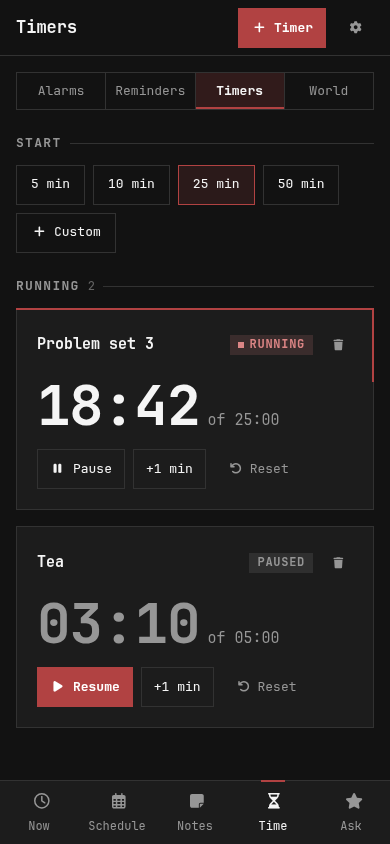 Timers
Timer
Alarms Reminders Timers World
START
5 min 10 min 25 min 50 min
Custom
RUNNING 2
Problem set 3 RUNNING
18:42 of 25:00
Pause +1 min Reset
Tea PAUSED
03:10 of 05:00
Resume +1 min Reset
Now Schedule Notes Time Ask